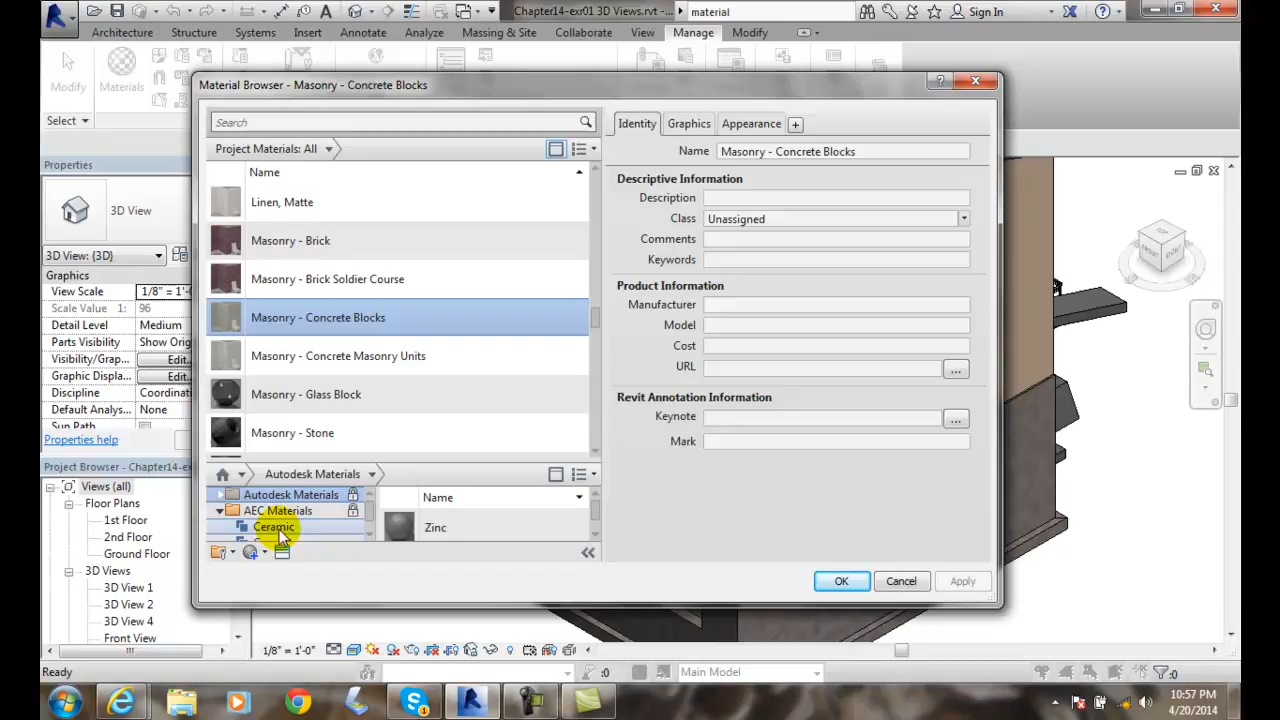 Chapter14-exr01 3D Views.rvt -
material
Sign In
Architecture Structure Systems Insert Annotate Analyze Massing & Site Collaborate View Manage Modify
Modify
Materials
Select
Material Browser - Masonry - Concrete Blocks
Search
Project Materials: All
Name
Linen, Matte
Masonry - Brick
Masonry - Brick Soldier Course
Masonry - Concrete Blocks
Masonry - Concrete Masonry Units
Masonry - Glass Block
Masonry - Stone
Autodesk Materials
Autodesk Materials
AEC Materials
Ceramic
Name
Zinc
Identity Graphics Appearance +
Name Masonry - Concrete Blocks
Descriptive Information
Description
Class Unassigned
Comments
Keywords
Product Information
Manufacturer
Model
Cost
URL ...
Revit Annotation Information
Keynote ...
Mark
OK Cancel Apply
Properties
3D View
3D View: {3D}
Graphics
View Scale 1/8" = 1'-0
Scale Value 1: 96
Detail Level Medium
Parts Visibility Show Orig
Visibility/Grap... Edit..
Graphic Displa... Edit..
Discipline Coordinati
Default Analys... None
Sun Path
Properties help
Project Browser - Chapter14-ex
Views (all)
Floor Plans
1st Floor
2nd Floor
Ground Floor
3D Views
3D View 1
3D View 2
3D View 4
Front View
TOP
FRONT
1/8" = 1'-0"
Ready
:0
Main Model
:0
10:57 PM
4/20/2014